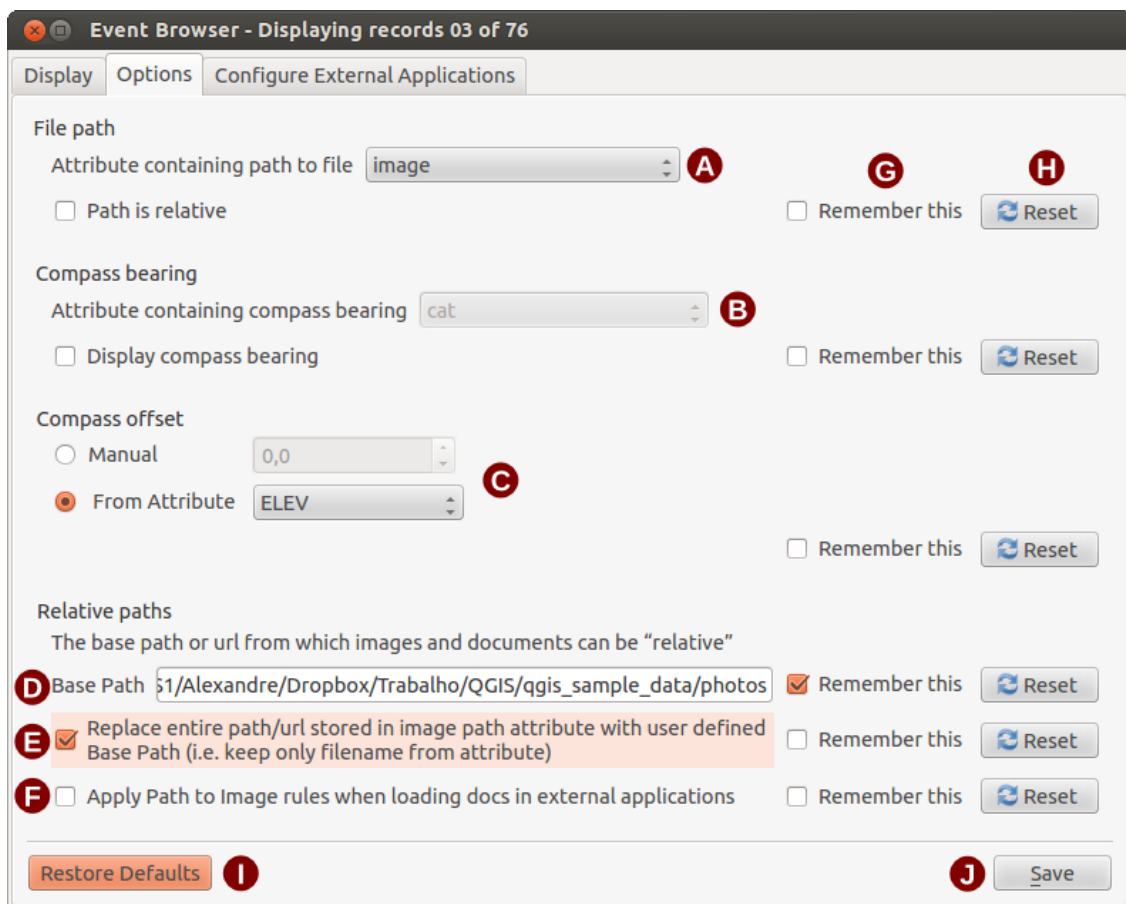 Event Browser - Displaying records 03 of 76
Display Options Configure External Applications
File path
Attribute containing path to file image A G H
Path is relative Remember this Reset
Compass bearing
Attribute containing compass bearing cat B
Display compass bearing Remember this Reset
Compass offset
Manual 0,0
C
From Attribute ELEV
Remember this Reset
Relative paths
The base path or url from which images and documents can be “relative”
D Base Path S1/Alexandre/Dropbox/Trabalho/QGIS/qgis_sample_data/photos Remember this Reset
E Replace entire path/url stored in image path attribute with user defined
Base Path (i.e. keep only filename from attribute) Remember this Reset
F Apply Path to Image rules when loading docs in external applications Remember this Reset
Restore Defaults I J Save